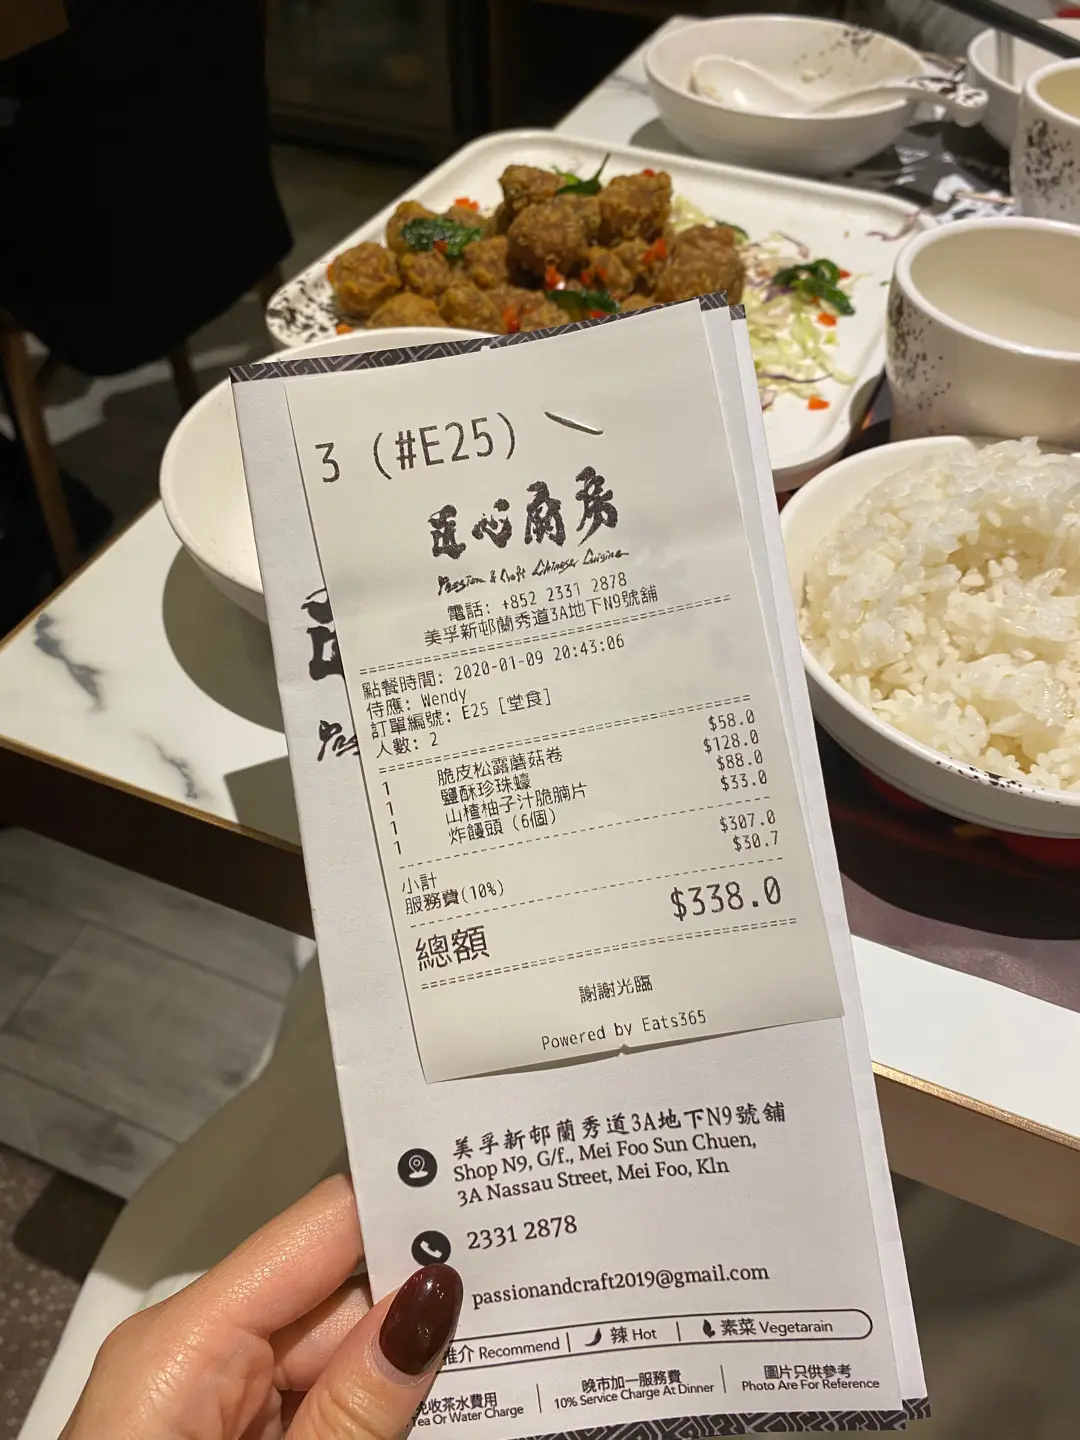 3 (#E25)
匠心廚房
Passion & Craft Chinese Cuisine
電話: +852 2331 2878
美孚新邨蘭秀道3A地下N9號舖
點餐時間: 2020-01-09 20:43:06
侍應: Wendy
訂單編號: E25 [堂食]
人數: 2
1 脆皮松露蘑菇卷 $58.0
1 鹽酥珍珠蠔 $128.0
1 山楂柚子汁脆腩片 $88.0
1 炸饅頭 (6個) $33.0
小計 $307.0
服務費(10%) $30.7
總額 $338.0
謝謝光臨
Powered by Eats365
美孚新邨蘭秀道3A地下N9號舖
Shop N9, G/f., Mei Foo Sun Chuen,
3A Nassau Street, Mei Foo, Kln
2331 2878
passionandcraft2019@gmail.com
推介 Recommend | 辣 Hot | 素菜 Vegetarain
免收茶水費用 晚市加一服務費 圖片只供參考
Tea Or Water Charge 10% Service Charge At Dinner Photo Are For Reference